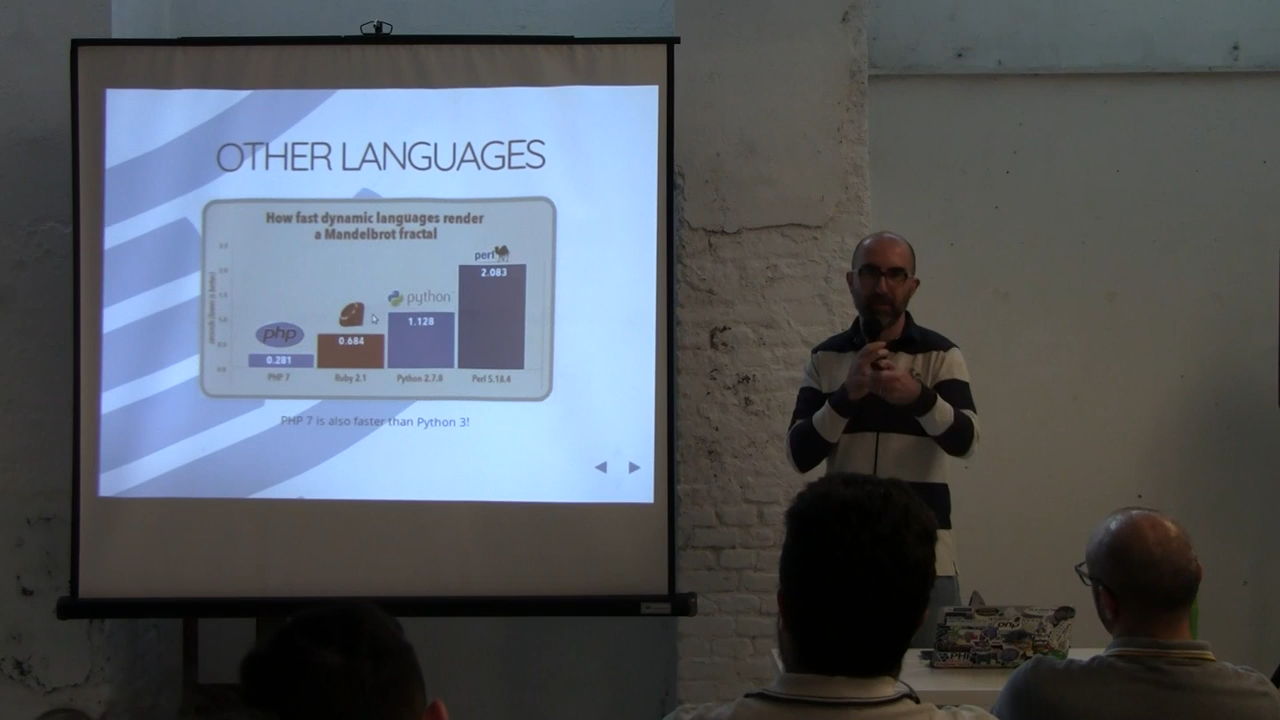 OTHER LANGUAGES
How fast dynamic languages render
a Mandelbrot fractal
perl
2.083
python
1.128
php
0.684
0.281
PHP 7
Ruby 2.1
Python 2.7.8
Perl 5.18.4
PHP 7 is also faster than Python 3!
php